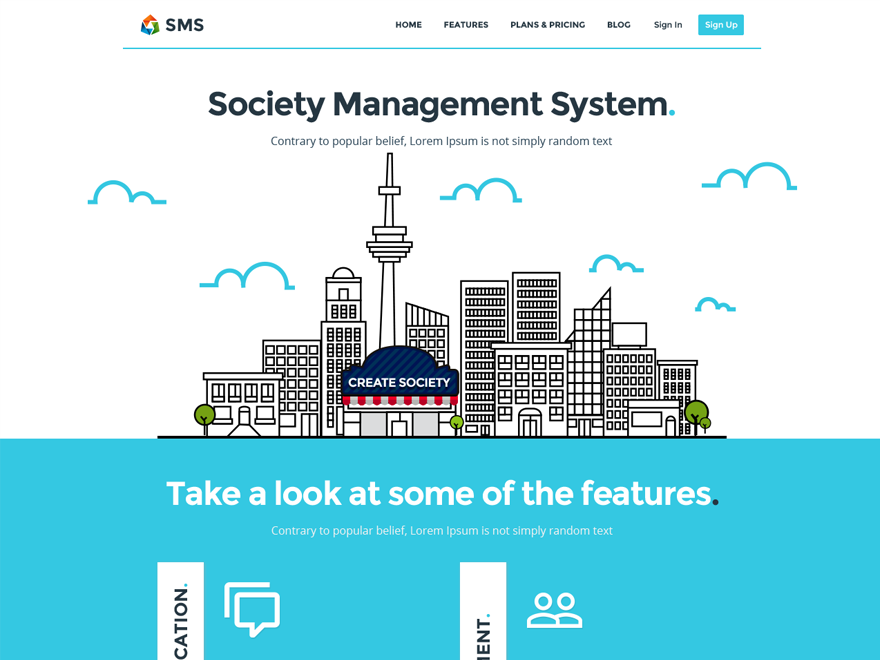 SMS
HOME FEATURES PLANS & PRICING BLOG Sign In Sign Up
Society Management System.
Contrary to popular belief, Lorem Ipsum is not simply random text
CREATE SOCIETY
Take a look at some of the features.
Contrary to popular belief, Lorem Ipsum is not simply random text